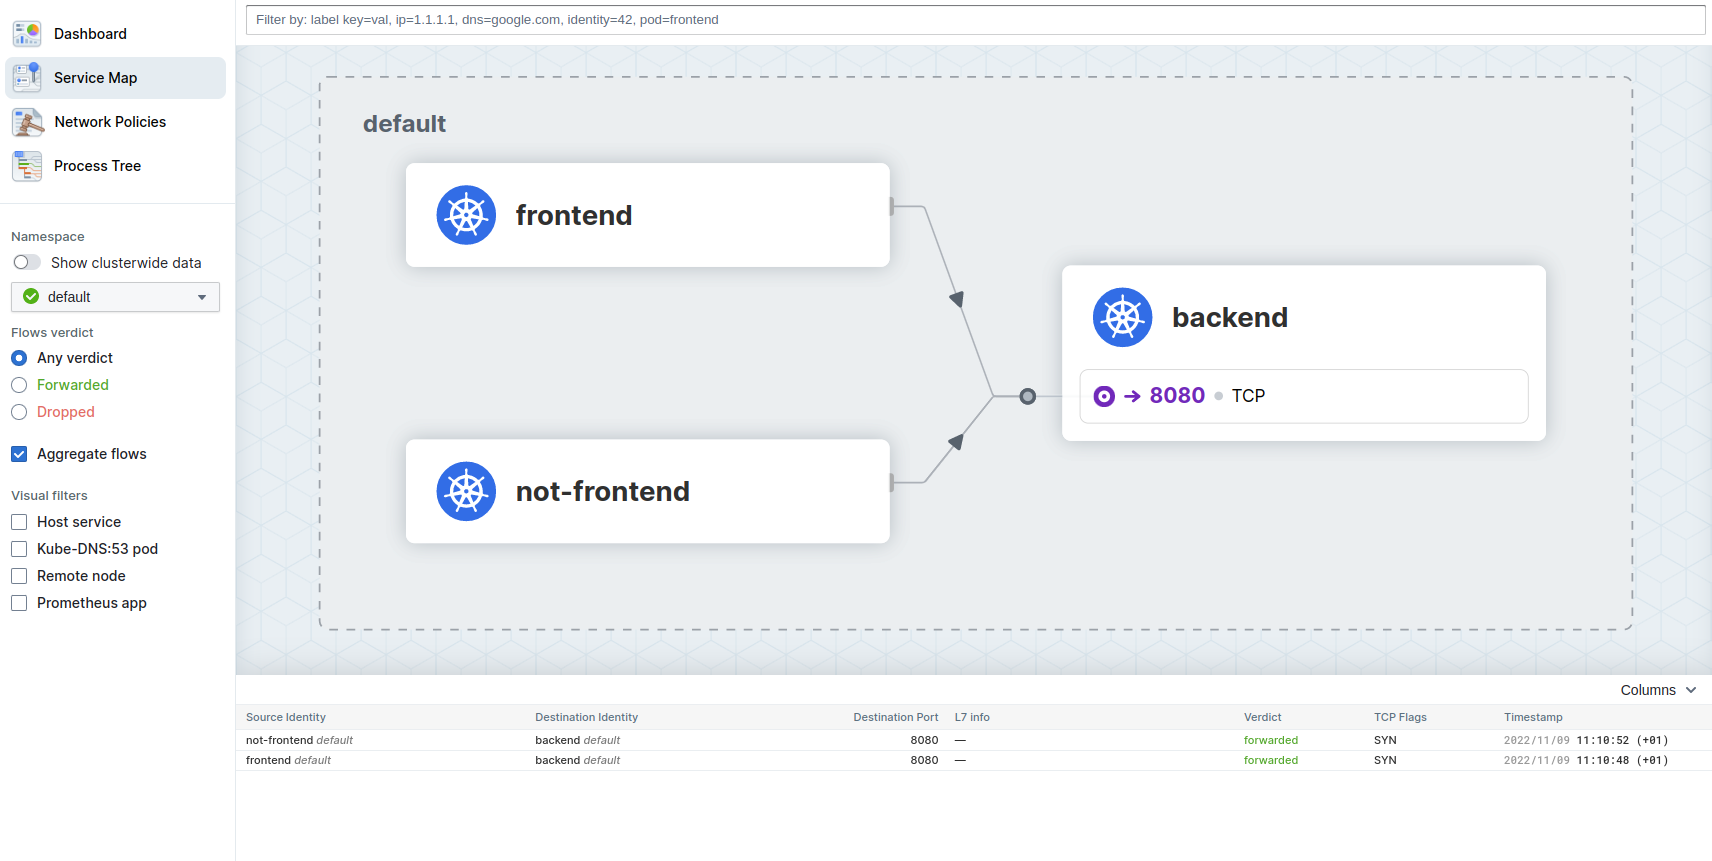 Filter by: label key=val, ip=1.1.1.1, dns=google.com, identity=42, pod=frontend
Dashboard
Service Map
Network Policies
Process Tree
Namespace
Show clusterwide data
default
Flows verdict
Any verdict
Forwarded
Dropped
Aggregate flows
Visual filters
Host service
Kube-DNS:53 pod
Remote node
Prometheus app
default
frontend
not-frontend
backend
8080 TCP
Columns
Source Identity Destination Identity Destination Port L7 info Verdict TCP Flags Timestamp
not-frontend default backend default 8080 — forwarded SYN 2022/11/09 11:10:52 (+01)
frontend default backend default 8080 — forwarded SYN 2022/11/09 11:10:48 (+01)